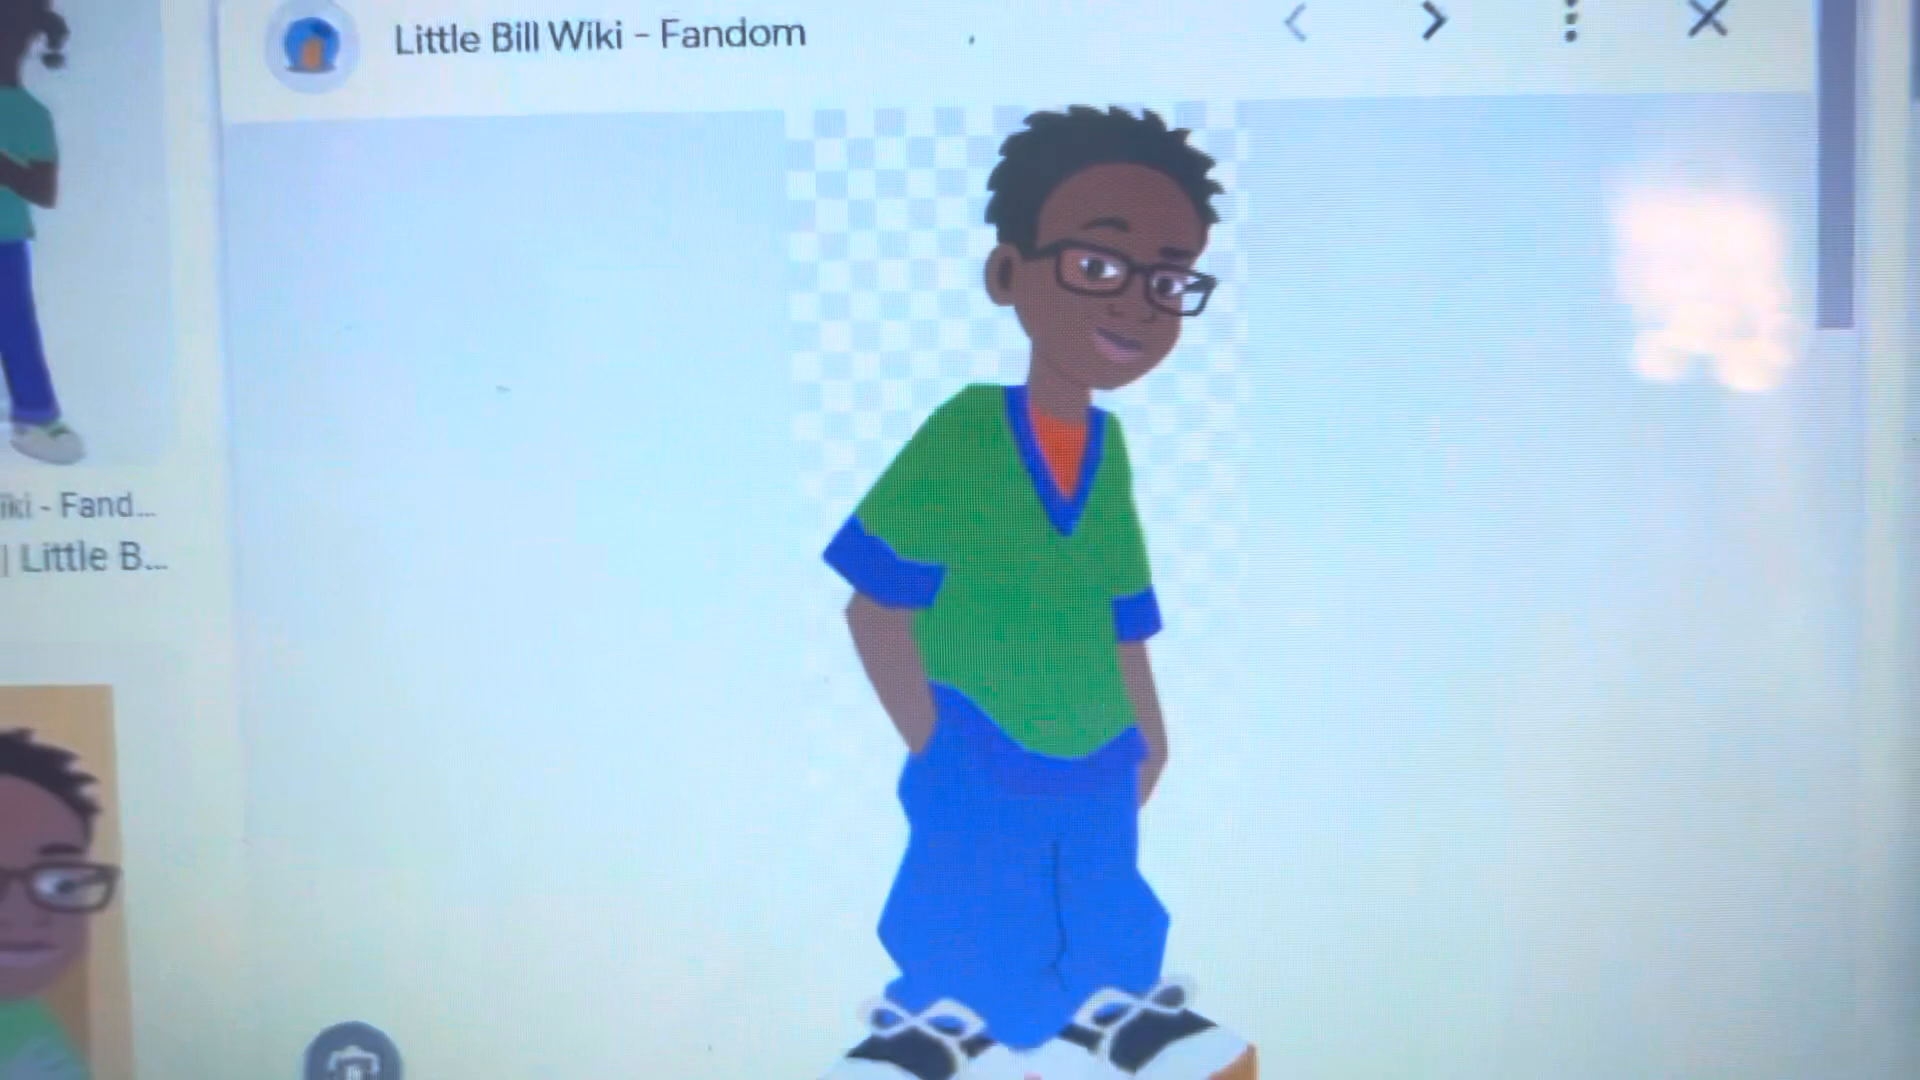 Little Bill Wiki - Fandom
iki - Fand...
| Little B...